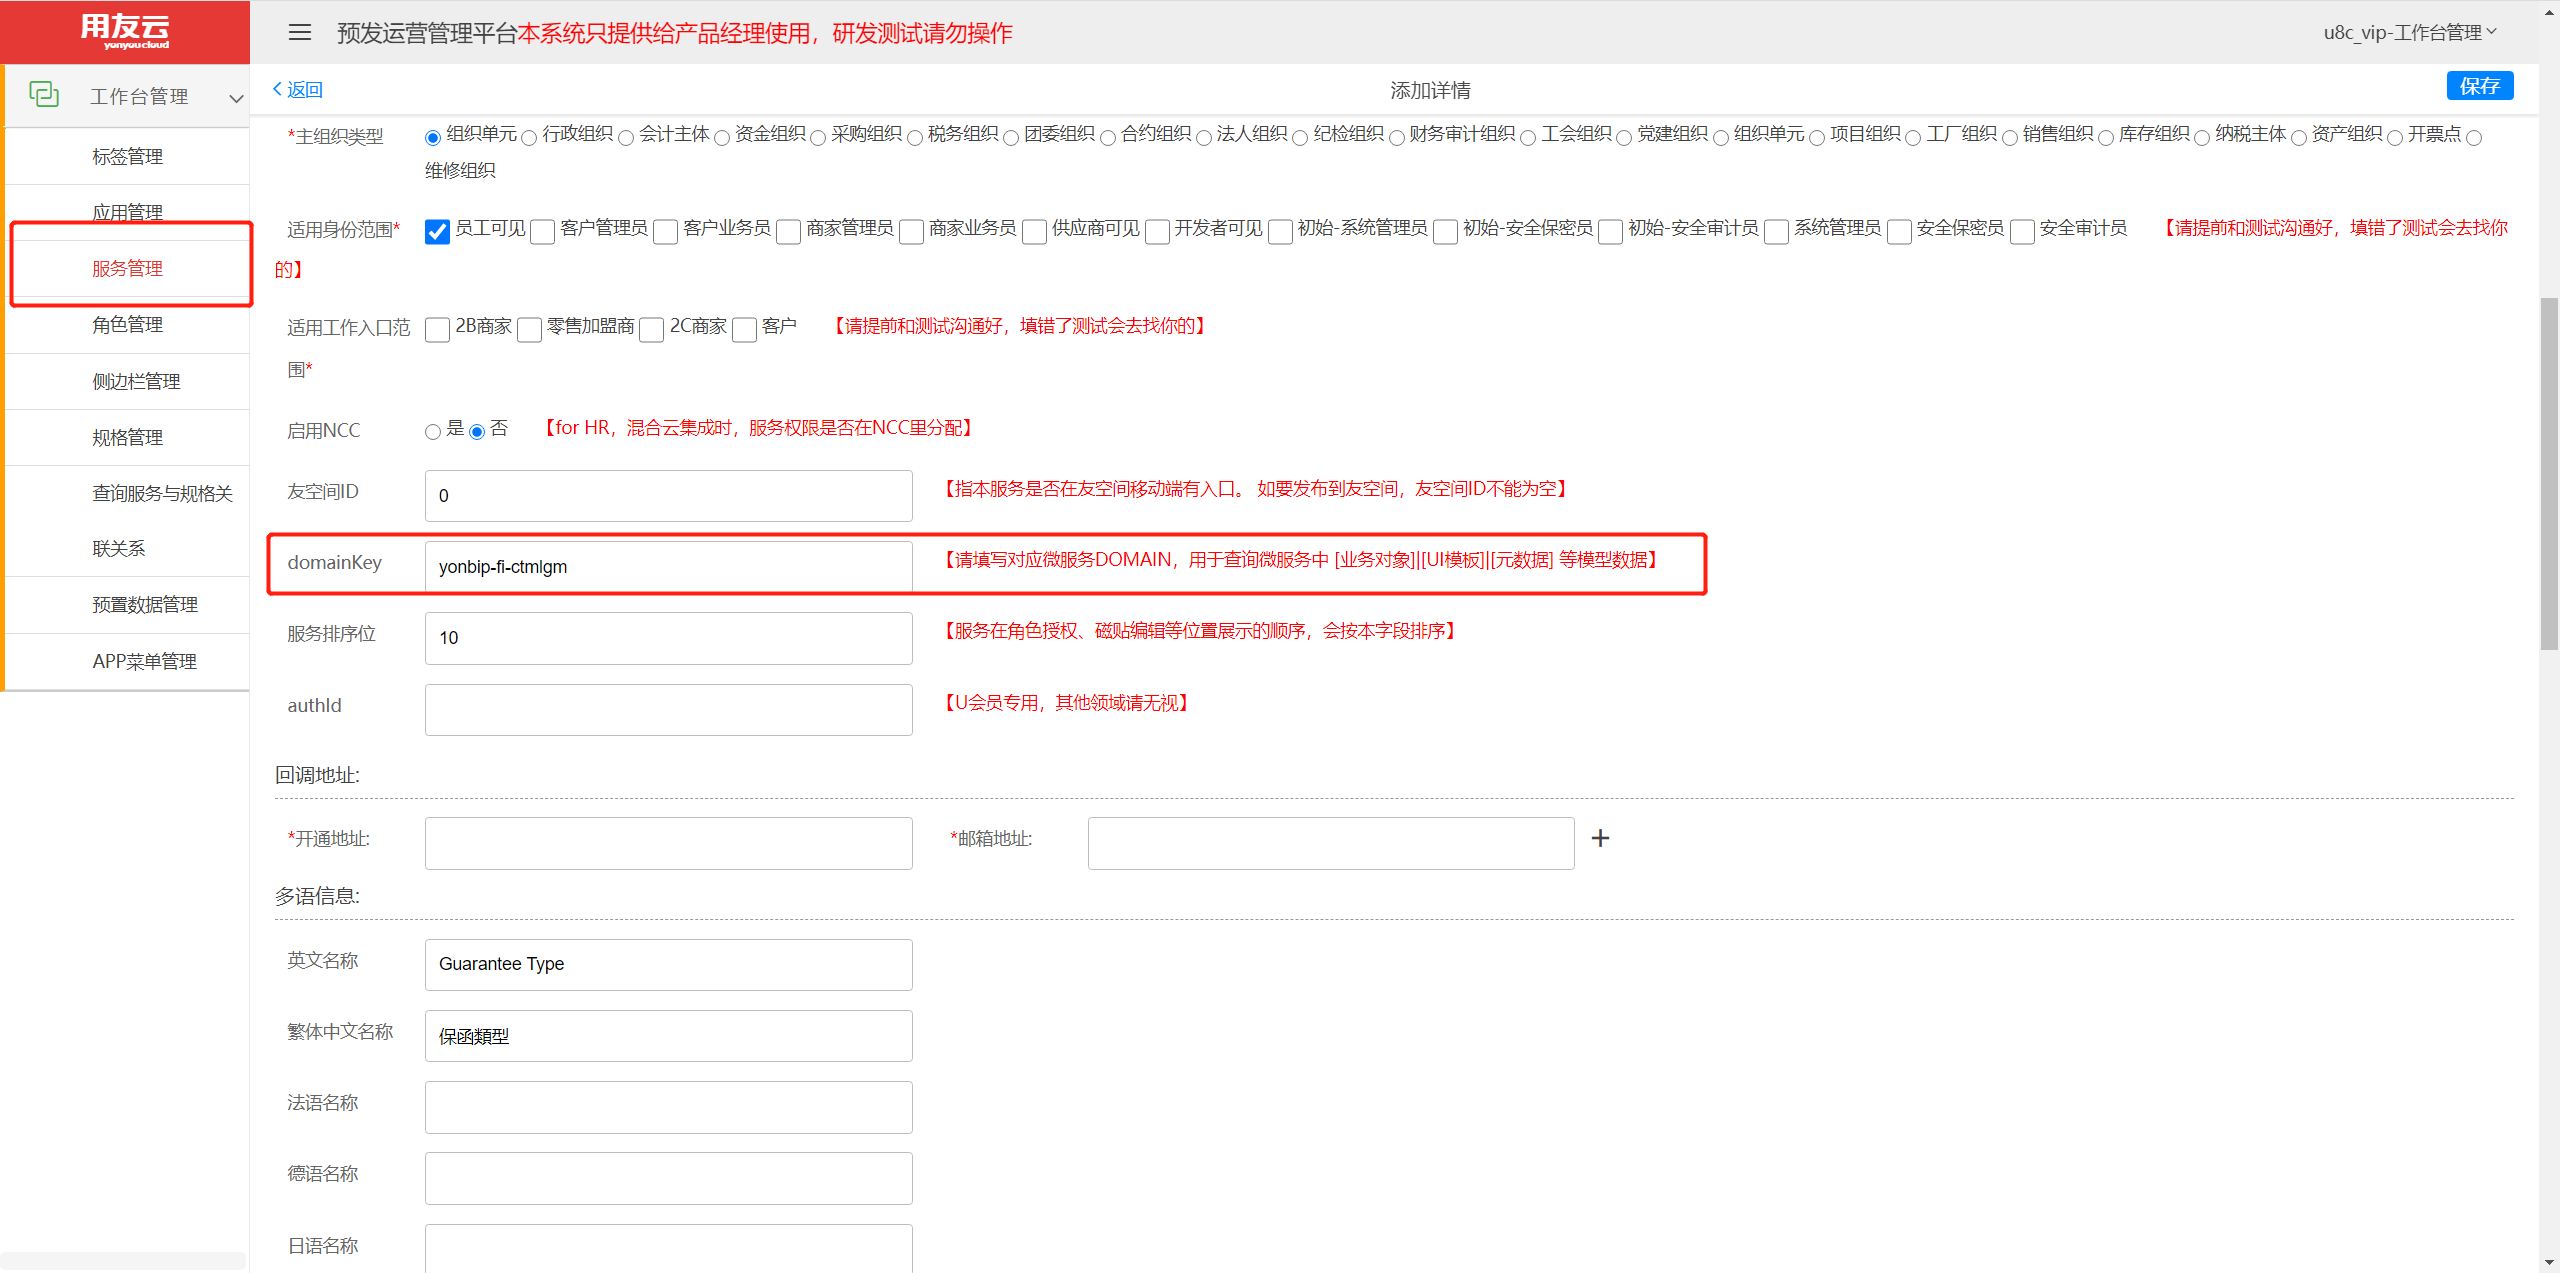 用友云
yonyoucloud
预发运营管理平台本系统只提供给产品经理使用，研发测试请勿操作
u8c_vip-工作台管理
工作台管理
标签管理
应用管理
服务管理
角色管理
侧边栏管理
规格管理
查询服务与规格关
联关系
预置数据管理
APP菜单管理
返回
添加详情
保存
*主组织类型
组织单元 行政组织 会计主体 资金组织 采购组织 税务组织 团委组织 合约组织 法人组织 纪检组织 财务审计组织 工会组织 党建组织 组织单元 项目组织 工厂组织 销售组织 库存组织 纳税主体 资产组织 开票点
维修组织
适用身份范围* 员工可见 客户管理员 客户业务员 商家管理员 商家业务员 供应商可见 开发者可见 初始-系统管理员 初始-安全保密员 初始-安全审计员 系统管理员 安全保密员 安全审计员 【请提前和测试沟通好，填错了测试会去找你
的】
适用工作入口范 2B商家 零售加盟商 2C商家 客户 【请提前和测试沟通好，填错了测试会去找你的】
围*
启用NCC 是 否 【for HR，混合云集成时，服务权限是否在NCC里分配】
友空间ID 0 【指本服务是否在友空间移动端有入口。 如要发布到友空间，友空间ID不能为空】
domainKey yonbip-fi-ctmlgm 【请填写对应微服务DOMAIN，用于查询微服务中 [业务对象]|[UI模板]|[元数据] 等模型数据】
服务排序位 10 【服务在角色授权、磁贴编辑等位置展示的顺序，会按本字段排序】
authId 【U会员专用，其他领域请无视】
回调地址:
*开通地址: *邮箱地址: +
多语信息:
英文名称 Guarantee Type
繁体中文名称 保函類型
法语名称
德语名称
日语名称